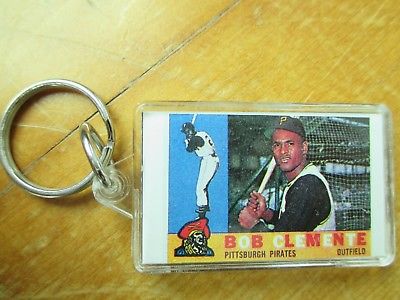 BOB CLEMENTE
PITTSBURGH PIRATES OUTFIELD